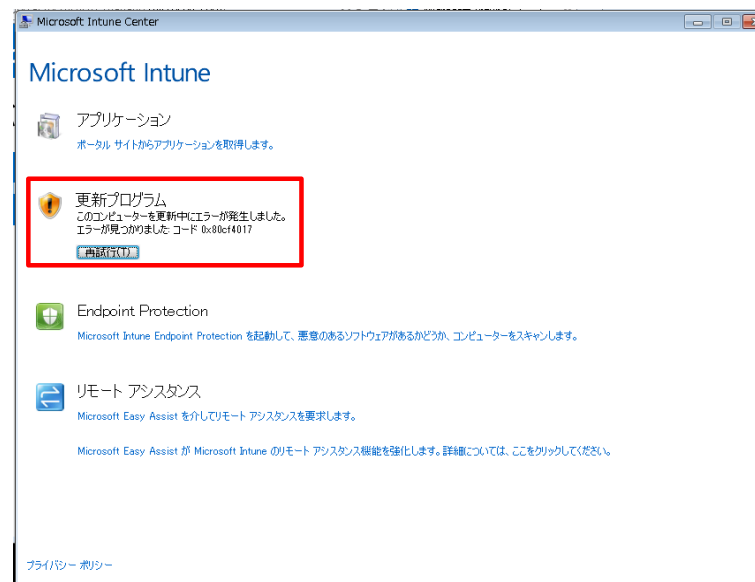 Microsoft Intune Center
Microsoft Intune
アプリケーション
ポータル サイトからアプリケーションを取得します。
更新プログラム
このコンピューターを更新中にエラーが発生しました。
エラーが見つかりました: コード 0x80cf4017
再試行(T)
Endpoint Protection
Microsoft Intune Endpoint Protection を起動して、悪意のあるソフトウェアがあるかどうか、コンピューターをスキャンします。
リモート アシスタンス
Microsoft Easy Assist を介してリモート アシスタンスを要求します。
Microsoft Easy Assist が Microsoft Intune のリモート アシスタンス機能を強化します。詳細については、ここをクリックしてください。
プライバシー ポリシー